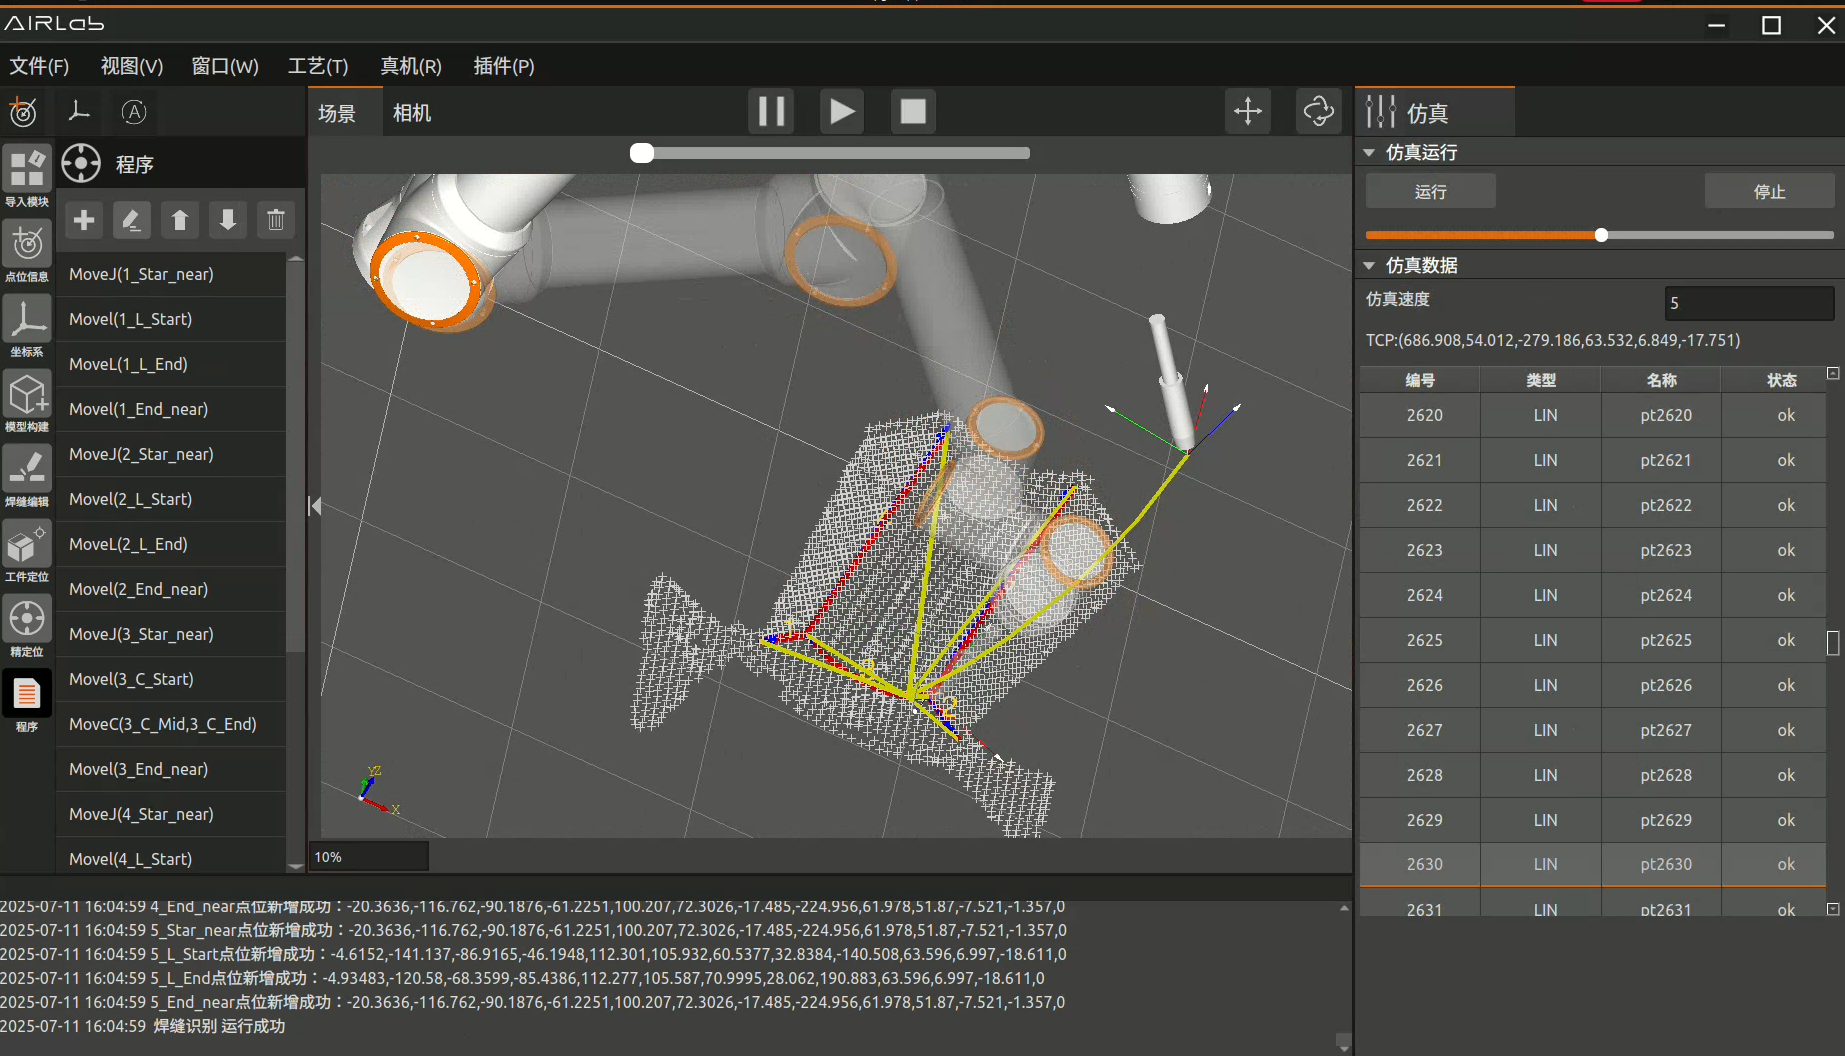 AIRLab
文件(F) 视图(V) 窗口(W) 工艺(T) 真机(R) 插件(P)
场景 相机
仿真
导入模块
点位信息
坐标系
模型构建
焊缝编辑
工件定位
精定位
程序
程序
MoveJ(1_Star_near)
Movel(1_L_Start)
MoveL(1_L_End)
Movel(1_End_near)
MoveJ(2_Star_near)
Movel(2_L_Start)
MoveL(2_L_End)
Movel(2_End_near)
MoveJ(3_Star_near)
Movel(3_C_Start)
MoveC(3_C_Mid,3_C_End)
Movel(3_End_near)
MoveJ(4_Star_near)
Movel(4_L_Start)
YZ
X
10%
仿真运行
运行 停止
仿真数据
仿真速度 5
TCP:(686.908,54.012,-279.186,63.532,6.849,-17.751)
编号 类型 名称 状态
2620 LIN pt2620 ok
2621 LIN pt2621 ok
2622 LIN pt2622 ok
2623 LIN pt2623 ok
2624 LIN pt2624 ok
2625 LIN pt2625 ok
2626 LIN pt2626 ok
2627 LIN pt2627 ok
2628 LIN pt2628 ok
2629 LIN pt2629 ok
2630 LIN pt2630 ok
2631 LIN pt2631 ok
2025-07-11 16:04:59 4_End_near点位新增成功：-20.3636,-116.762,-90.1876,-61.2251,100.207,72.3026,-17.485,-224.956,61.978,51.87,-7.521,-1.357,0
2025-07-11 16:04:59 5_Star_near点位新增成功：-20.3636,-116.762,-90.1876,-61.2251,100.207,72.3026,-17.485,-224.956,61.978,51.87,-7.521,-1.357,0
2025-07-11 16:04:59 5_L_Start点位新增成功：-4.6152,-141.137,-86.9165,-46.1948,112.301,105.932,60.5377,32.8384,-140.508,63.596,6.997,-18.611,0
2025-07-11 16:04:59 5_L_End点位新增成功：-4.93483,-120.58,-68.3599,-85.4386,112.277,105.587,70.9995,28.062,190.883,63.596,6.997,-18.611,0
2025-07-11 16:04:59 5_End_near点位新增成功：-20.3636,-116.762,-90.1876,-61.2251,100.207,72.3026,-17.485,-224.956,61.978,51.87,-7.521,-1.357,0
2025-07-11 16:04:59 焊缝识别 运行成功